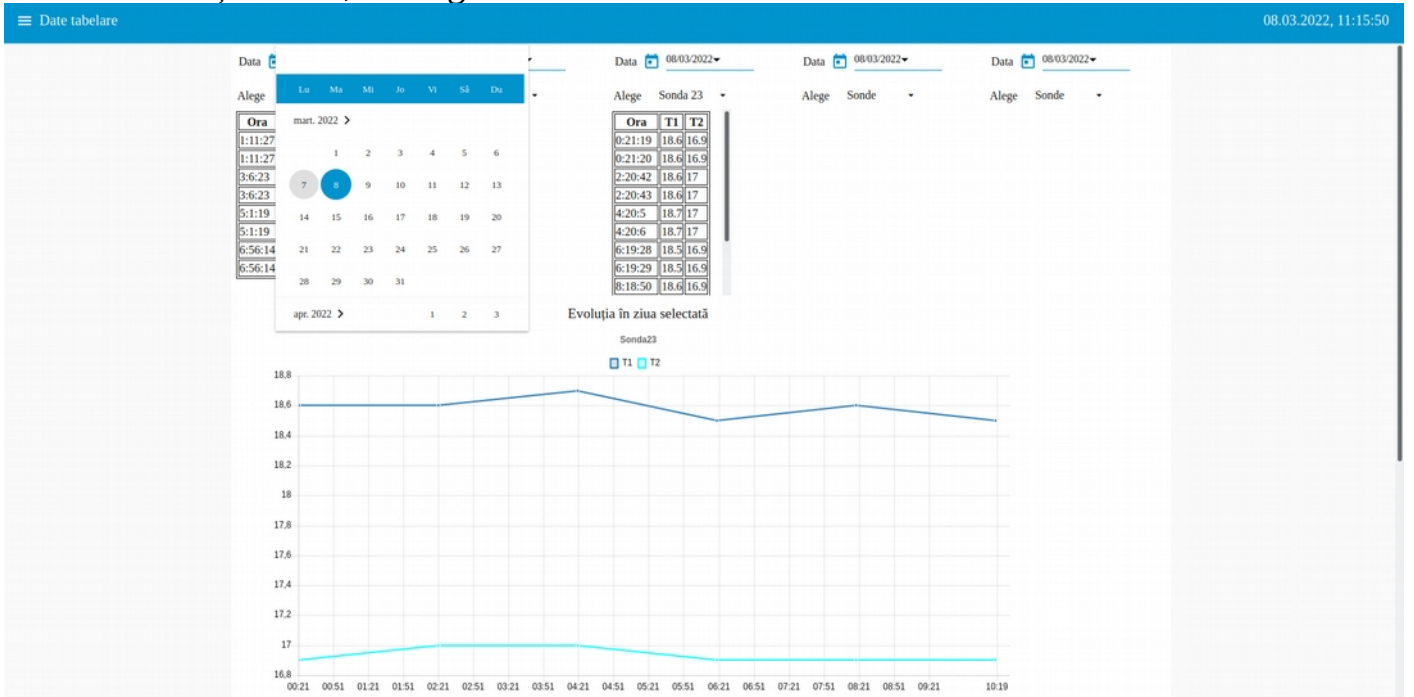 Date tabelare 08.03.2022, 11:15:50
Data Data 08/03/2022 Data 08/03/2022 Data 08/03/2022
Alege Alege Sonda 23 Alege Sonde Alege Sonde
Lu Ma Mi Jo Vi Sâ Du
mart. 2022
1 2 3 4 5 6
7 8 9 10 11 12 13
14 15 16 17 18 19 20
21 22 23 24 25 26 27
28 29 30 31
apr. 2022 1 2 3
Ora
1:11:27
1:11:27
3:6:23
3:6:23
5:1:19
5:1:19
6:56:14
6:56:14
Ora T1 T2
0:21:19 18.6 16.9
0:21:20 18.6 16.9
2:20:42 18.6 17
2:20:43 18.6 17
4:20:5 18.7 17
4:20:6 18.7 17
6:19:28 18.5 16.9
6:19:29 18.5 16.9
8:18:50 18.6 16.9
Evoluția în ziua selectată
Sonda23
T1 T2
18,8
18,6
18,4
18,2
18
17,8
17,6
17,4
17,2
17
16,8
00:21 00:51 01:21 01:51 02:21 02:51 03:21 03:51 04:21 04:51 05:21 05:51 06:21 06:51 07:21 07:51 08:21 08:51 09:21 10:19